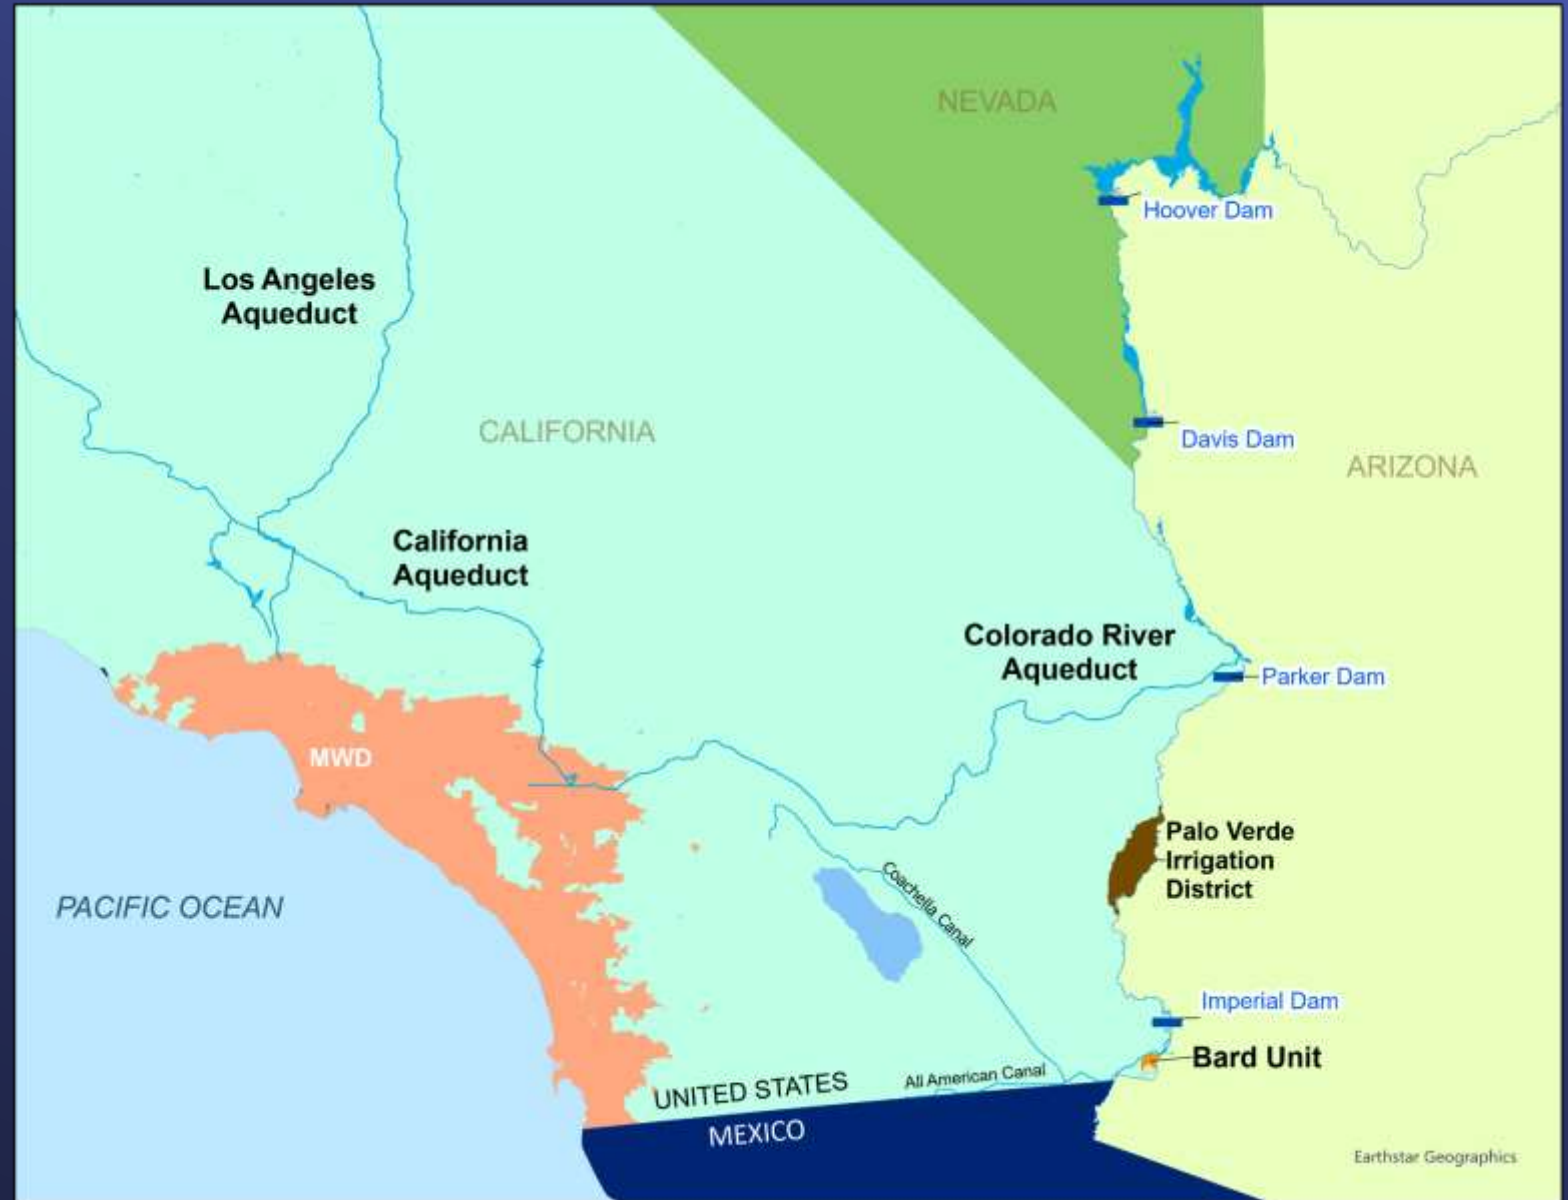 NEVADA
Hoover Dam
Los Angeles
Aqueduct
CALIFORNIA
Davis Dam
ARIZONA
California
Aqueduct
Colorado River
Aqueduct
Parker Dam
MWD
Palo Verde
Irrigation
District
PACIFIC OCEAN
Coachella Canal
Imperial Dam
Bard Unit
All American Canal
UNITED STATES
MEXICO
Earthstar Geographics